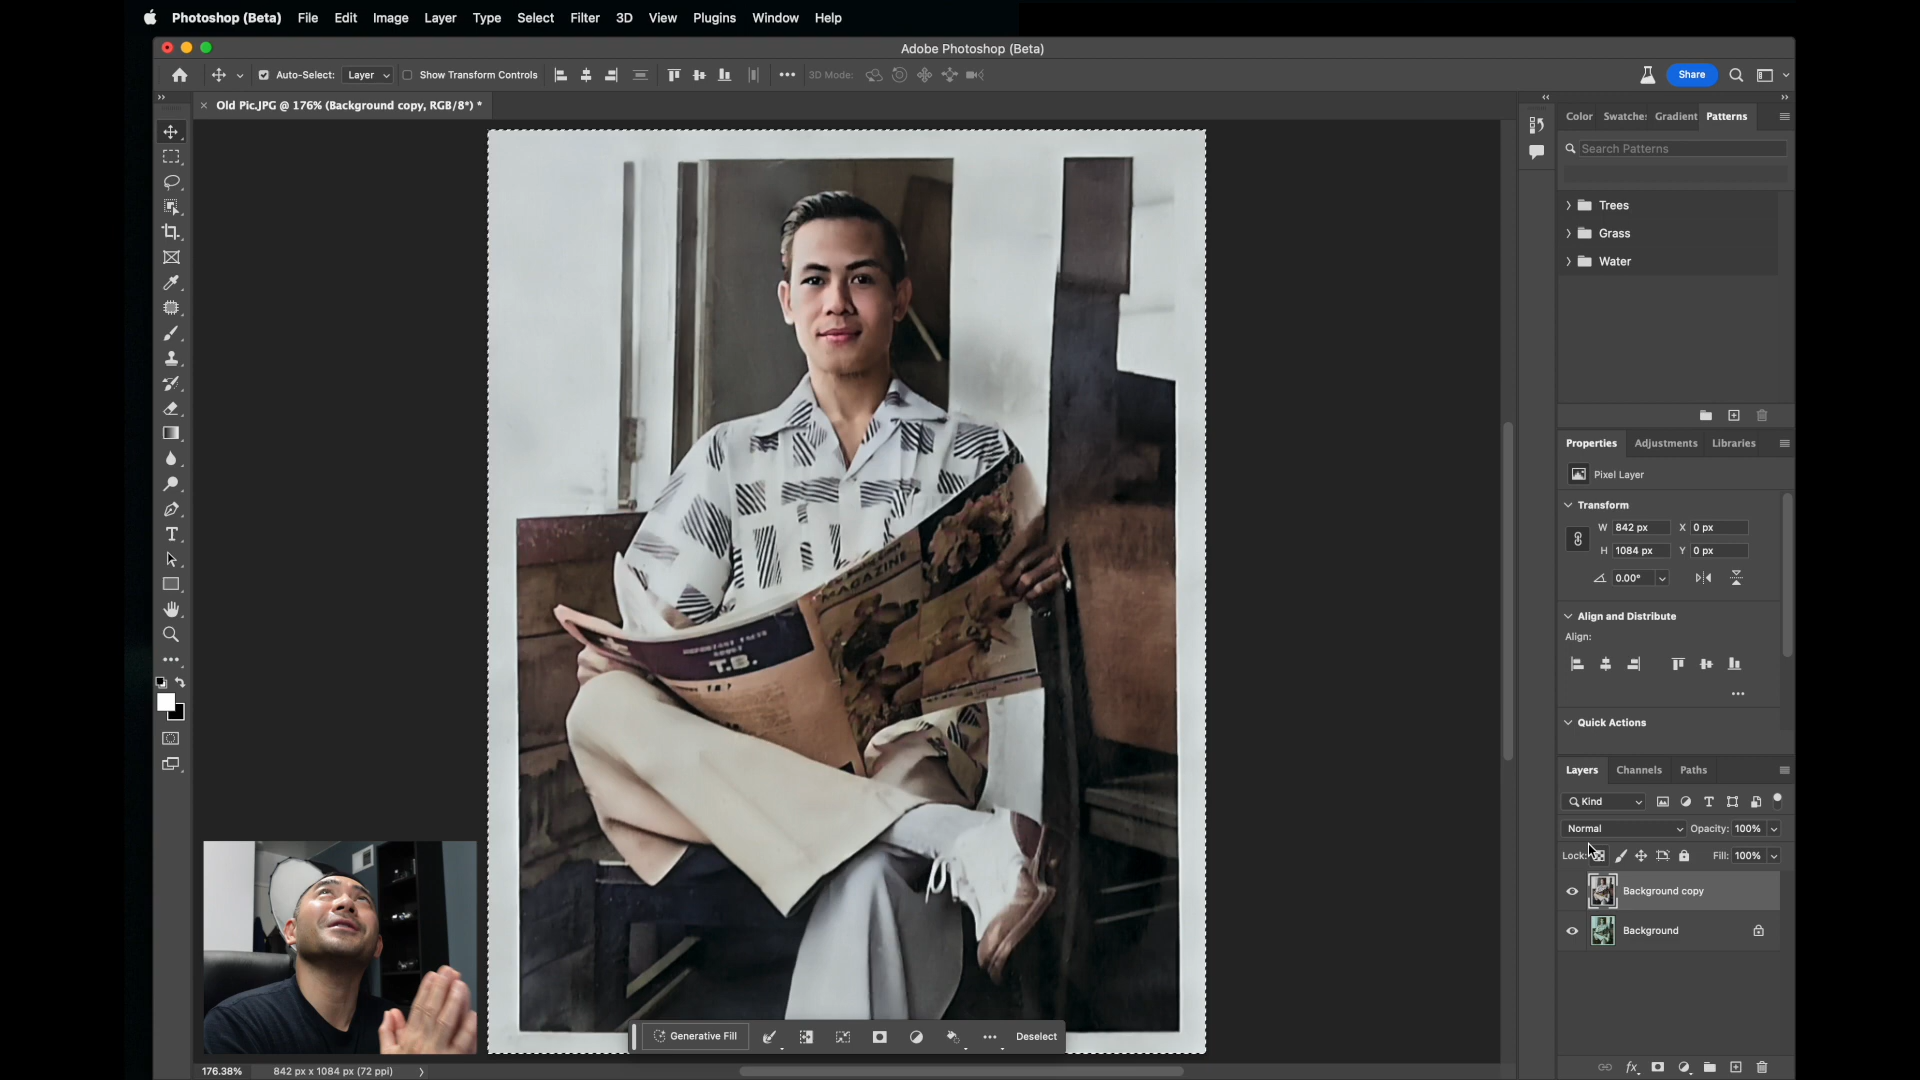 Photoshop (Beta) File Edit Image Layer Type Select Filter 3D View Plugins Window Help
Adobe Photoshop (Beta)
Auto-Select: Layer Show Transform Controls 3D Mode: Share
Old Pic.JPG @ 176% (Background copy, RGB/8*) *
Color Swatche: Gradient Patterns
Search Patterns
Trees
Grass
Water
Properties Adjustments Libraries
Pixel Layer
Transform
W 842 px X 0 px
H 1084 px Y 0 px
0.00°
Align and Distribute
Align:
Quick Actions
Layers Channels Paths
Kind
Normal Opacity: 100%
Lock: Fill: 100%
Background copy
Background
MAGAZINE
T.B.
Generative Fill Deselect
176.38% 842 px x 1084 px (72 ppi)
fx